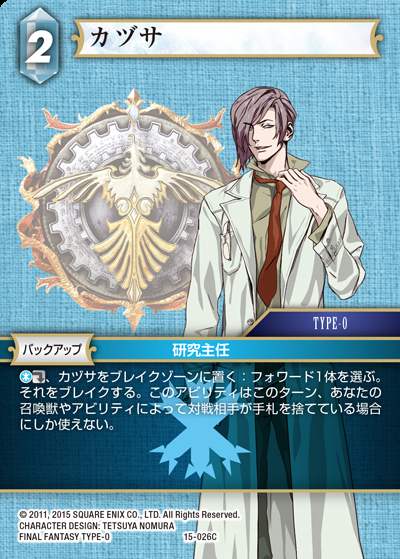 2
カヅサ
TYPE-0
バックアップ
研究主任
氷、カヅサをブレイクゾーンに置く：フォワード1体を選ぶ。
それをブレイクする。このアビリティはこのターン、あなたの
召喚獣やアビリティによって対戦相手が手札を捨てている場合
にしか使えない。
© 2011, 2015 SQUARE ENIX CO., LTD. All Rights Reserved.
CHARACTER DESIGN: TETSUYA NOMURA
FINAL FANTASY TYPE-0
15-026C